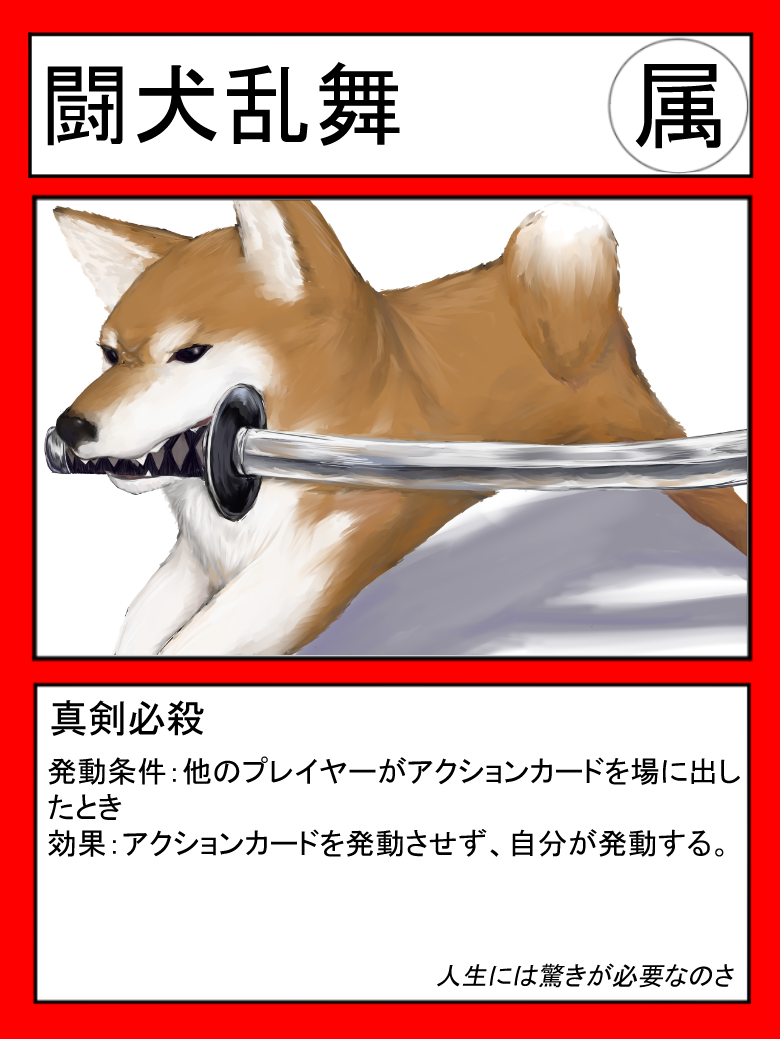 闘犬乱舞
属
真剣必殺
発動条件：他のプレイヤーがアクションカードを場に出し
たとき
効果：アクションカードを発動させず、自分が発動する。
人生には驚きが必要なのさ